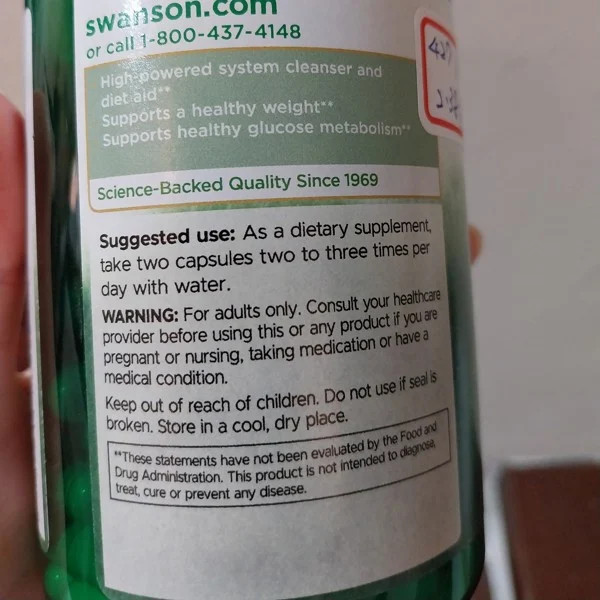 swanson.com
or call 1-800-437-4148
High-powered system cleanser and
diet aid**
Supports a healthy weight**
Supports healthy glucose metabolism**
Science-Backed Quality Since 1969
Suggested use: As a dietary supplement,
take two capsules two to three times per
day with water.
WARNING: For adults only. Consult your healthcare
provider before using this or any product if you are
pregnant or nursing, taking medication or have a
medical condition.
Keep out of reach of children. Do not use if seal is
broken. Store in a cool, dry place.
**These statements have not been evaluated by the Food and
Drug Administration. This product is not intended to diagnose,
treat, cure or prevent any disease.